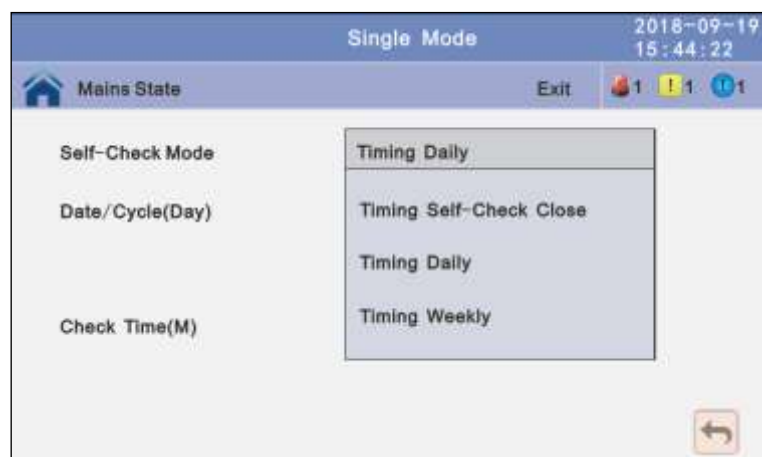 Single Mode
2018-09-19
15:44:22
Mains State
Exit
1
! 1
1
Self-Check Mode
Timing Daily
Date/Cycle(Day)
Timing Self-Check Close
Timing Daily
Check Time(M)
Timing Weekly